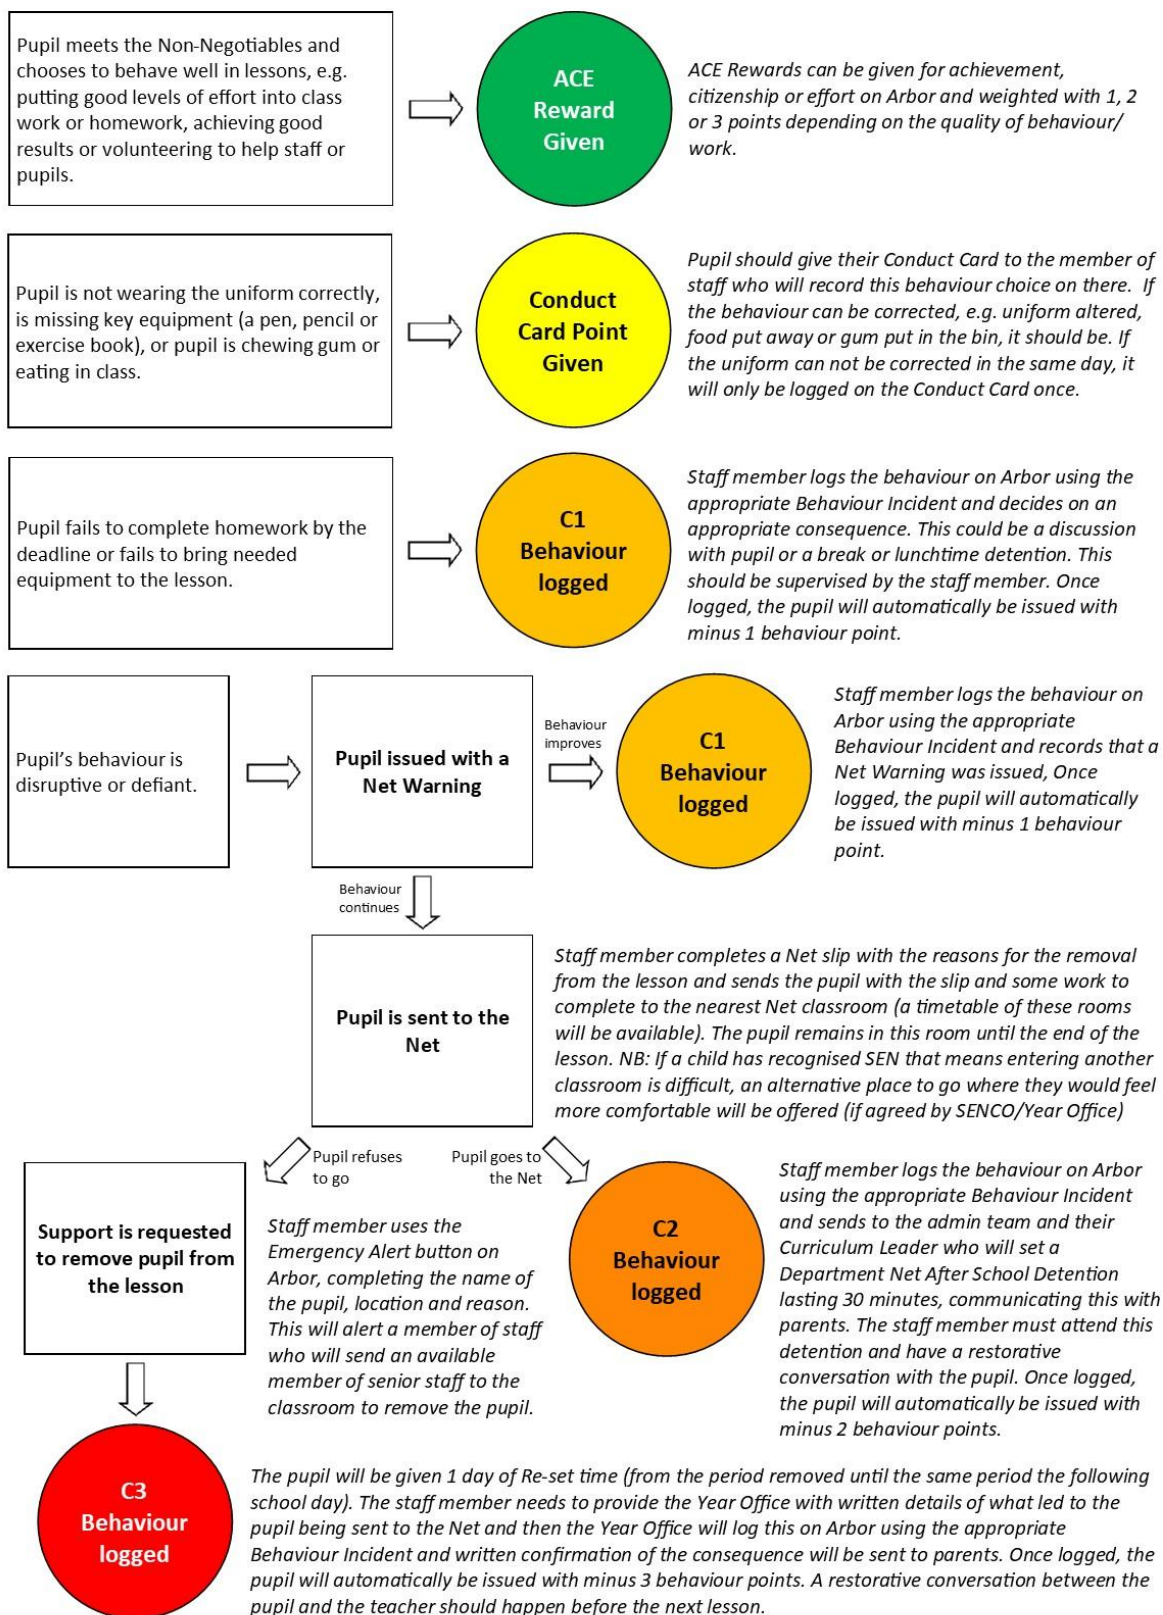 Pupil meets the Non-Negotiables and
chooses to behave well in lessons, e.g.
putting good levels of effort into class
work or homework, achieving good
results or volunteering to help staff or
pupils.
ACE
Reward
Given
ACE Rewards can be given for achievement,
citizenship or effort on Arbor and weighted with 1, 2
or 3 points depending on the quality of behaviour/
work.
Pupil is not wearing the uniform correctly,
is missing key equipment (a pen, pencil or
exercise book), or pupil is chewing gum or
eating in class.
Conduct
Card Point
Given
Pupil should give their Conduct Card to the member of
staff who will record this behaviour choice on there. If
the behaviour can be corrected, e.g. uniform altered,
food put away or gum put in the bin, it should be. If
the uniform can not be corrected in the same day, it
will only be logged on the Conduct Card once.
Pupil fails to complete homework by the
deadline or fails to bring needed
equipment to the lesson.
C1
Behaviour
logged
Staff member logs the behaviour on Arbor using the
appropriate Behaviour Incident and decides on an
appropriate consequence. This could be a discussion
with pupil or a break or lunchtime detention. This
should be supervised by the staff member. Once
logged, the pupil will automatically be issued with
minus 1 behaviour point.
Pupil's behaviour is
disruptive or defiant.
Pupil issued with a
Net Warning
Behaviour
improves
C1
Behaviour
logged
Staff member logs the behaviour on
Arbor using the appropriate
Behaviour Incident and records that a
Net Warning was issued, Once
logged, the pupil will automatically
be issued with minus 1 behaviour
point.
Behaviour
continues
Pupil is sent to the
Net
Staff member completes a Net slip with the reasons for the removal
from the lesson and sends the pupil with the slip and some work to
complete to the nearest Net classroom (a timetable of these rooms
will be available). The pupil remains in this room until the end of the
lesson. NB: If a child has recognised SEN that means entering another
classroom is difficult, an alternative place to go where they would feel
more comfortable will be offered (if agreed by SENCO/Year Office)
Pupil refuses
to go
Pupil goes to
the Net
Support is requested
to remove pupil from
the lesson
Staff member uses the
Emergency Alert button on
Arbor, completing the name of
the pupil, location and reason.
This will alert a member of staff
who will send an available
member of senior staff to the
classroom to remove the pupil.
C2
Behaviour
logged
Staff member logs the behaviour on Arbor
using the appropriate Behaviour Incident
and sends to the admin team and their
Curriculum Leader who will set a
Department Net After School Detention
lasting 30 minutes, communicating this with
parents. The staff member must attend this
detention and have a restorative
conversation with the pupil. Once logged,
the pupil will automatically be issued with
minus 2 behaviour points.
C3
Behaviour
logged
The pupil will be given 1 day of Re-set time (from the period removed until the same period the following
school day). The staff member needs to provide the Year Office with written details of what led to the
pupil being sent to the Net and then the Year Office will log this on Arbor using the appropriate
Behaviour Incident and written confirmation of the consequence will be sent to parents. Once logged, the
pupil will automatically be issued with minus 3 behaviour points. A restorative conversation between the
pupil and the teacher should happen before the next lesson.